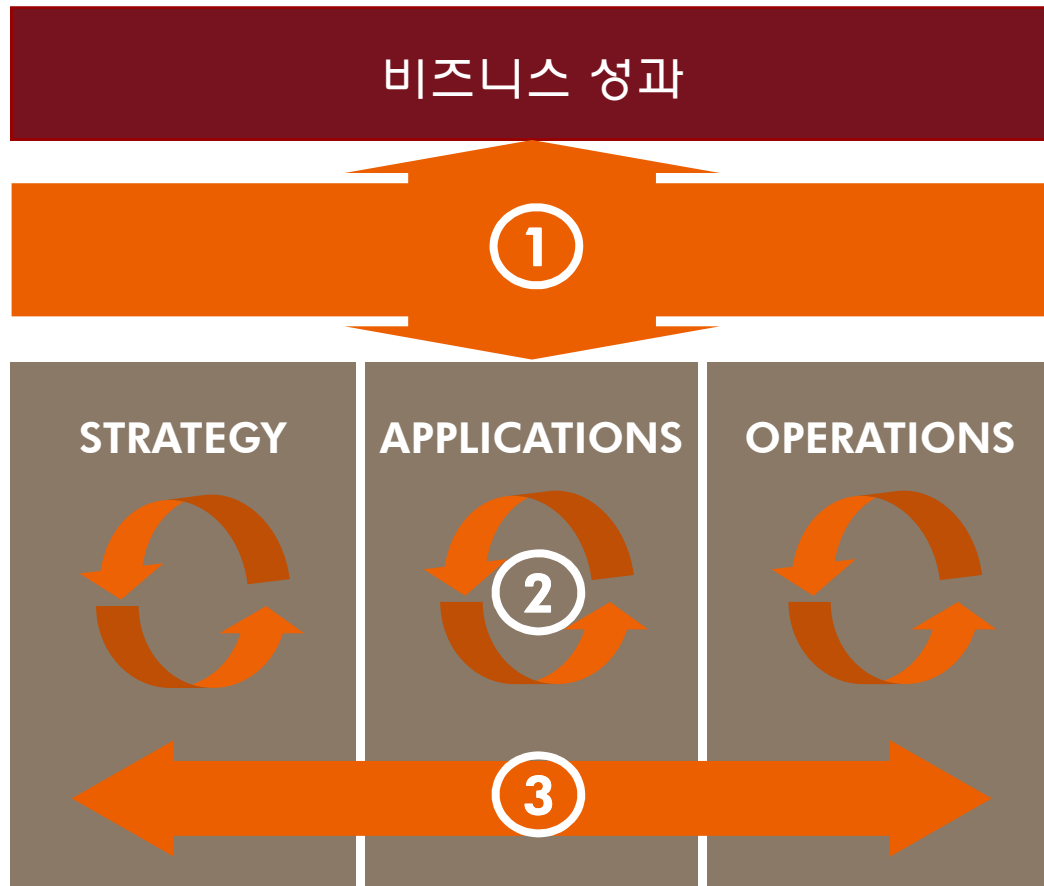 비즈니스 성과
1
STRATEGY
APPLICATIONS
OPERATIONS
2
3